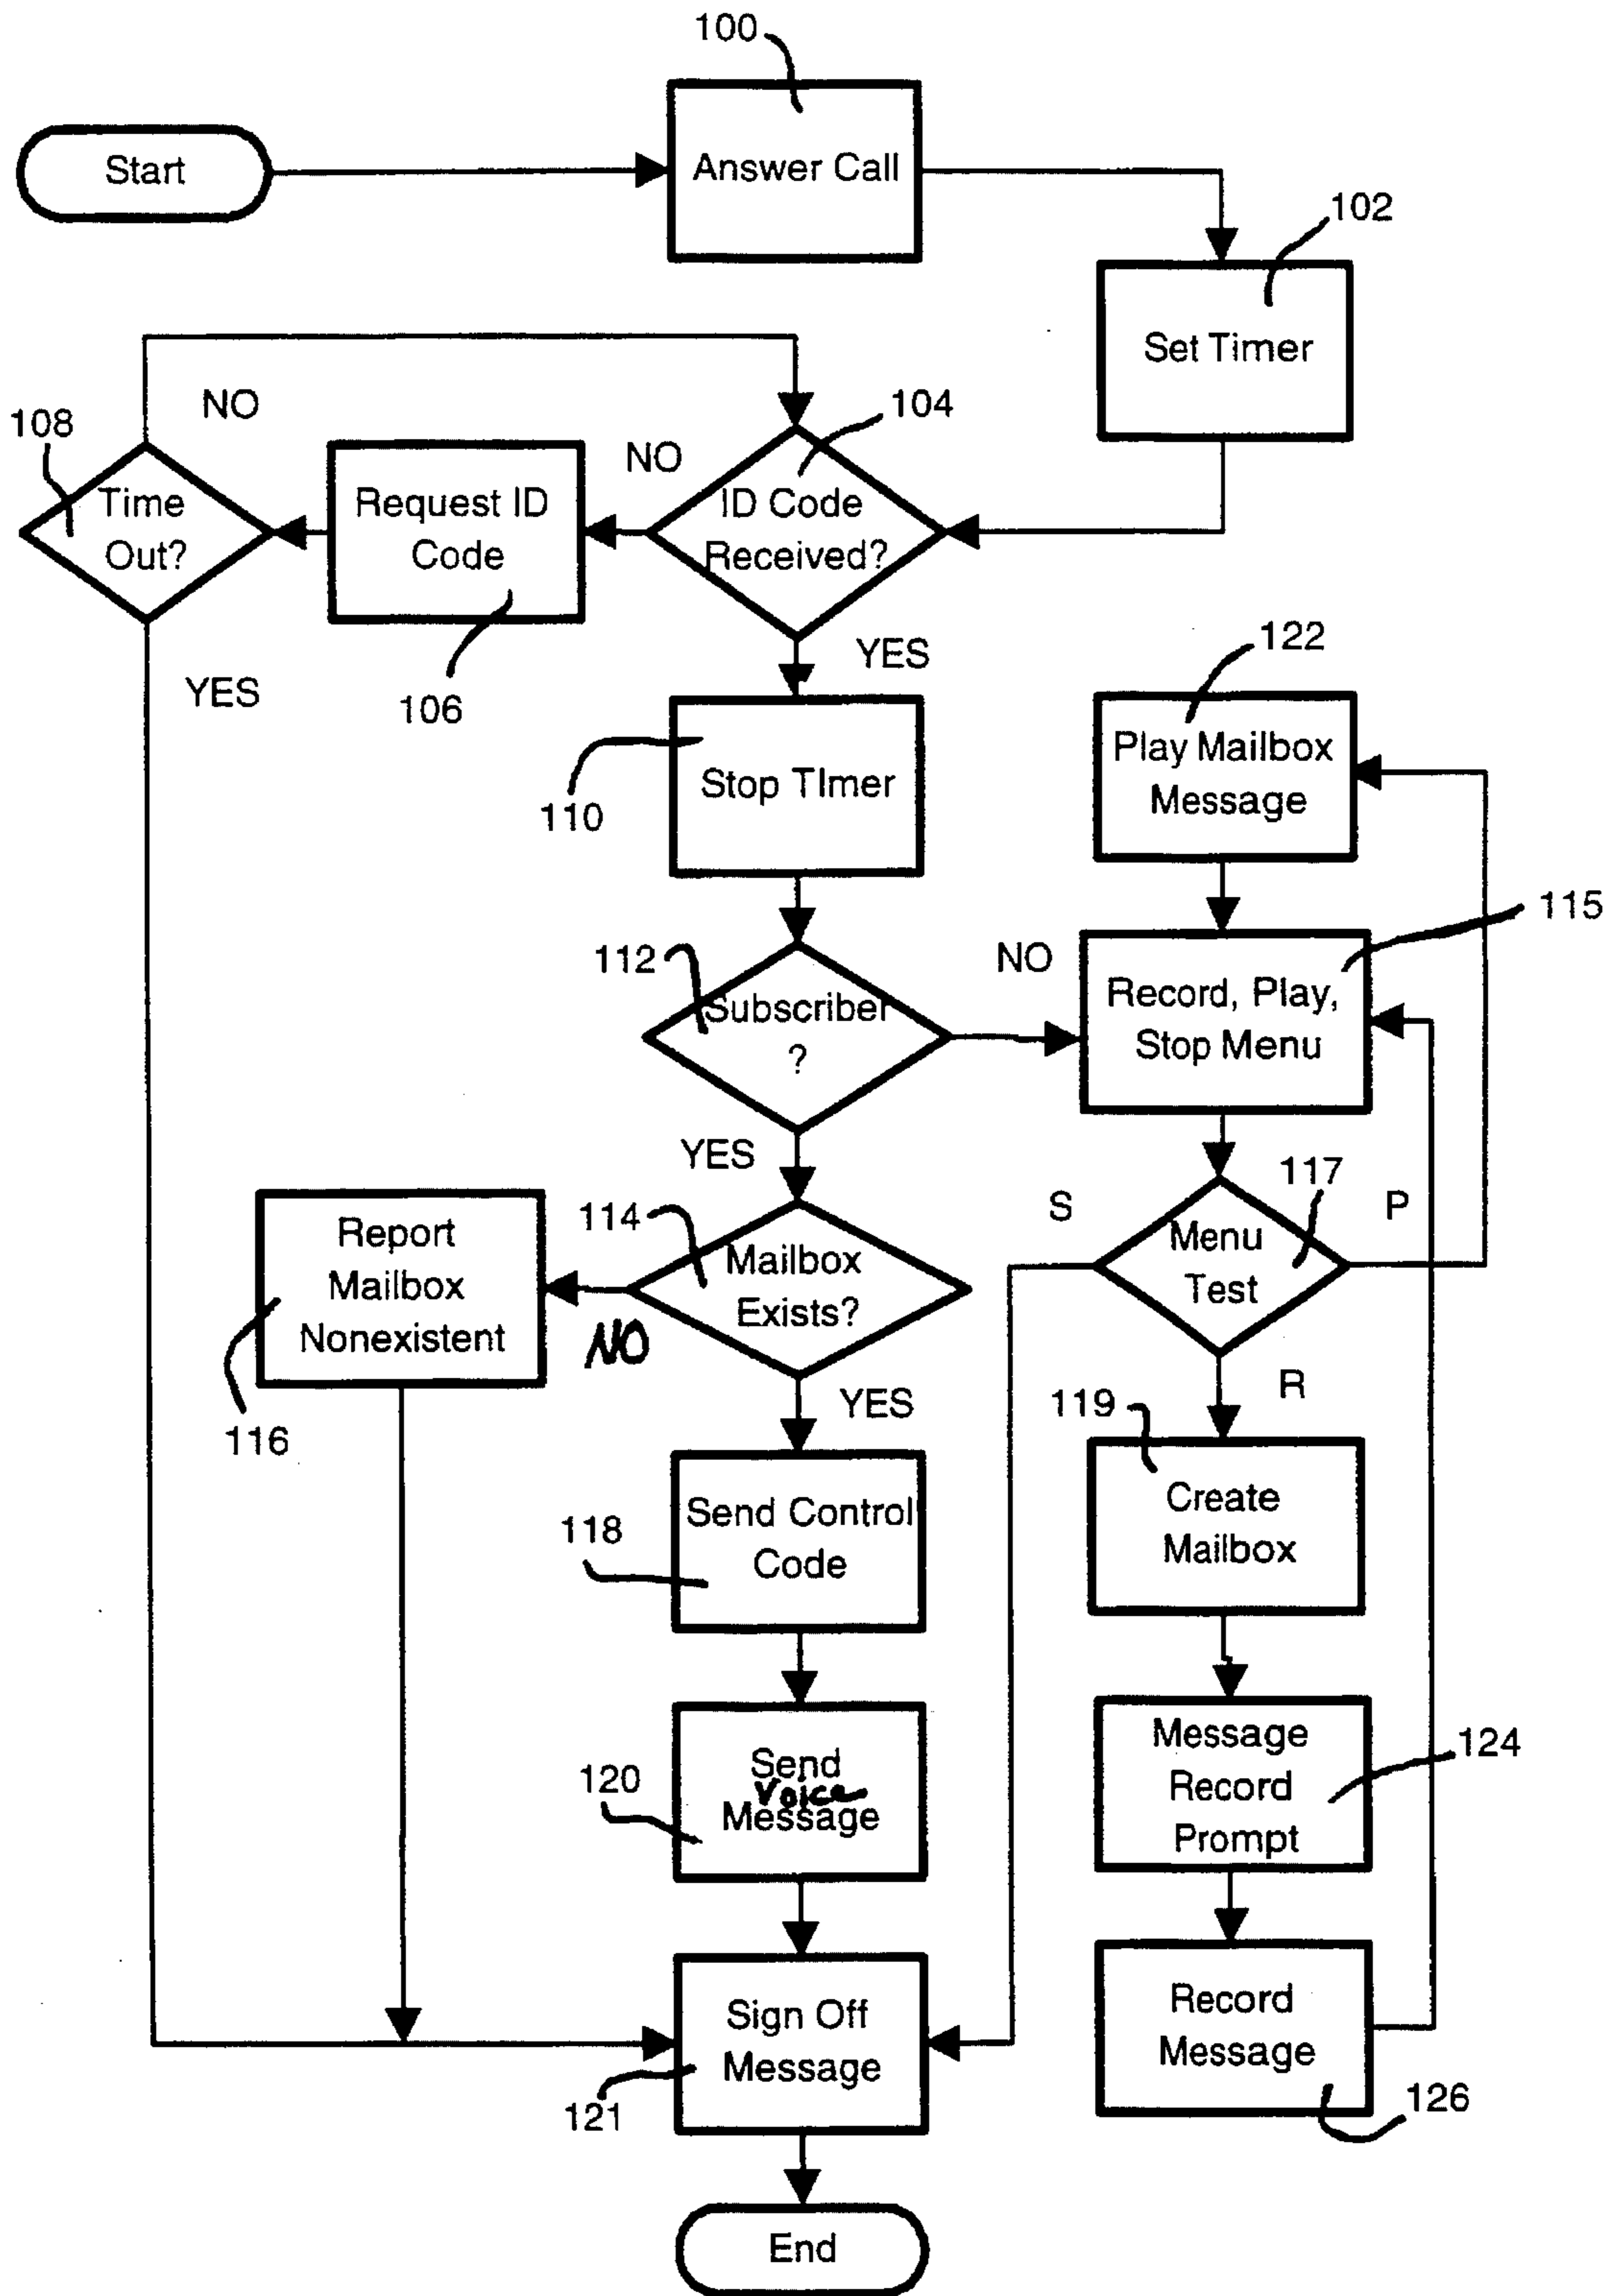 100
Start
Answer Call
102
Set Timer
NO
108
Time
Out?
Request ID
Code
NO
104
ID Code
Received?
106
YES
YES
122
Play Mailbox
Message
110
Stop TImer
115
112
Subscriber
?
NO
Record, Play,
Stop Menu
YES
114
Mailbox
Exists?
NO
Report
Mailbox
Nonexistent
116
S
117
P
Menu
Test
YES
R
119
Create
Mailbox
118
Send Control
Code
124
Message
Record
Prompt
120
Send
Voice
Message
Sign Off
Message
121
Record
Message
126
End